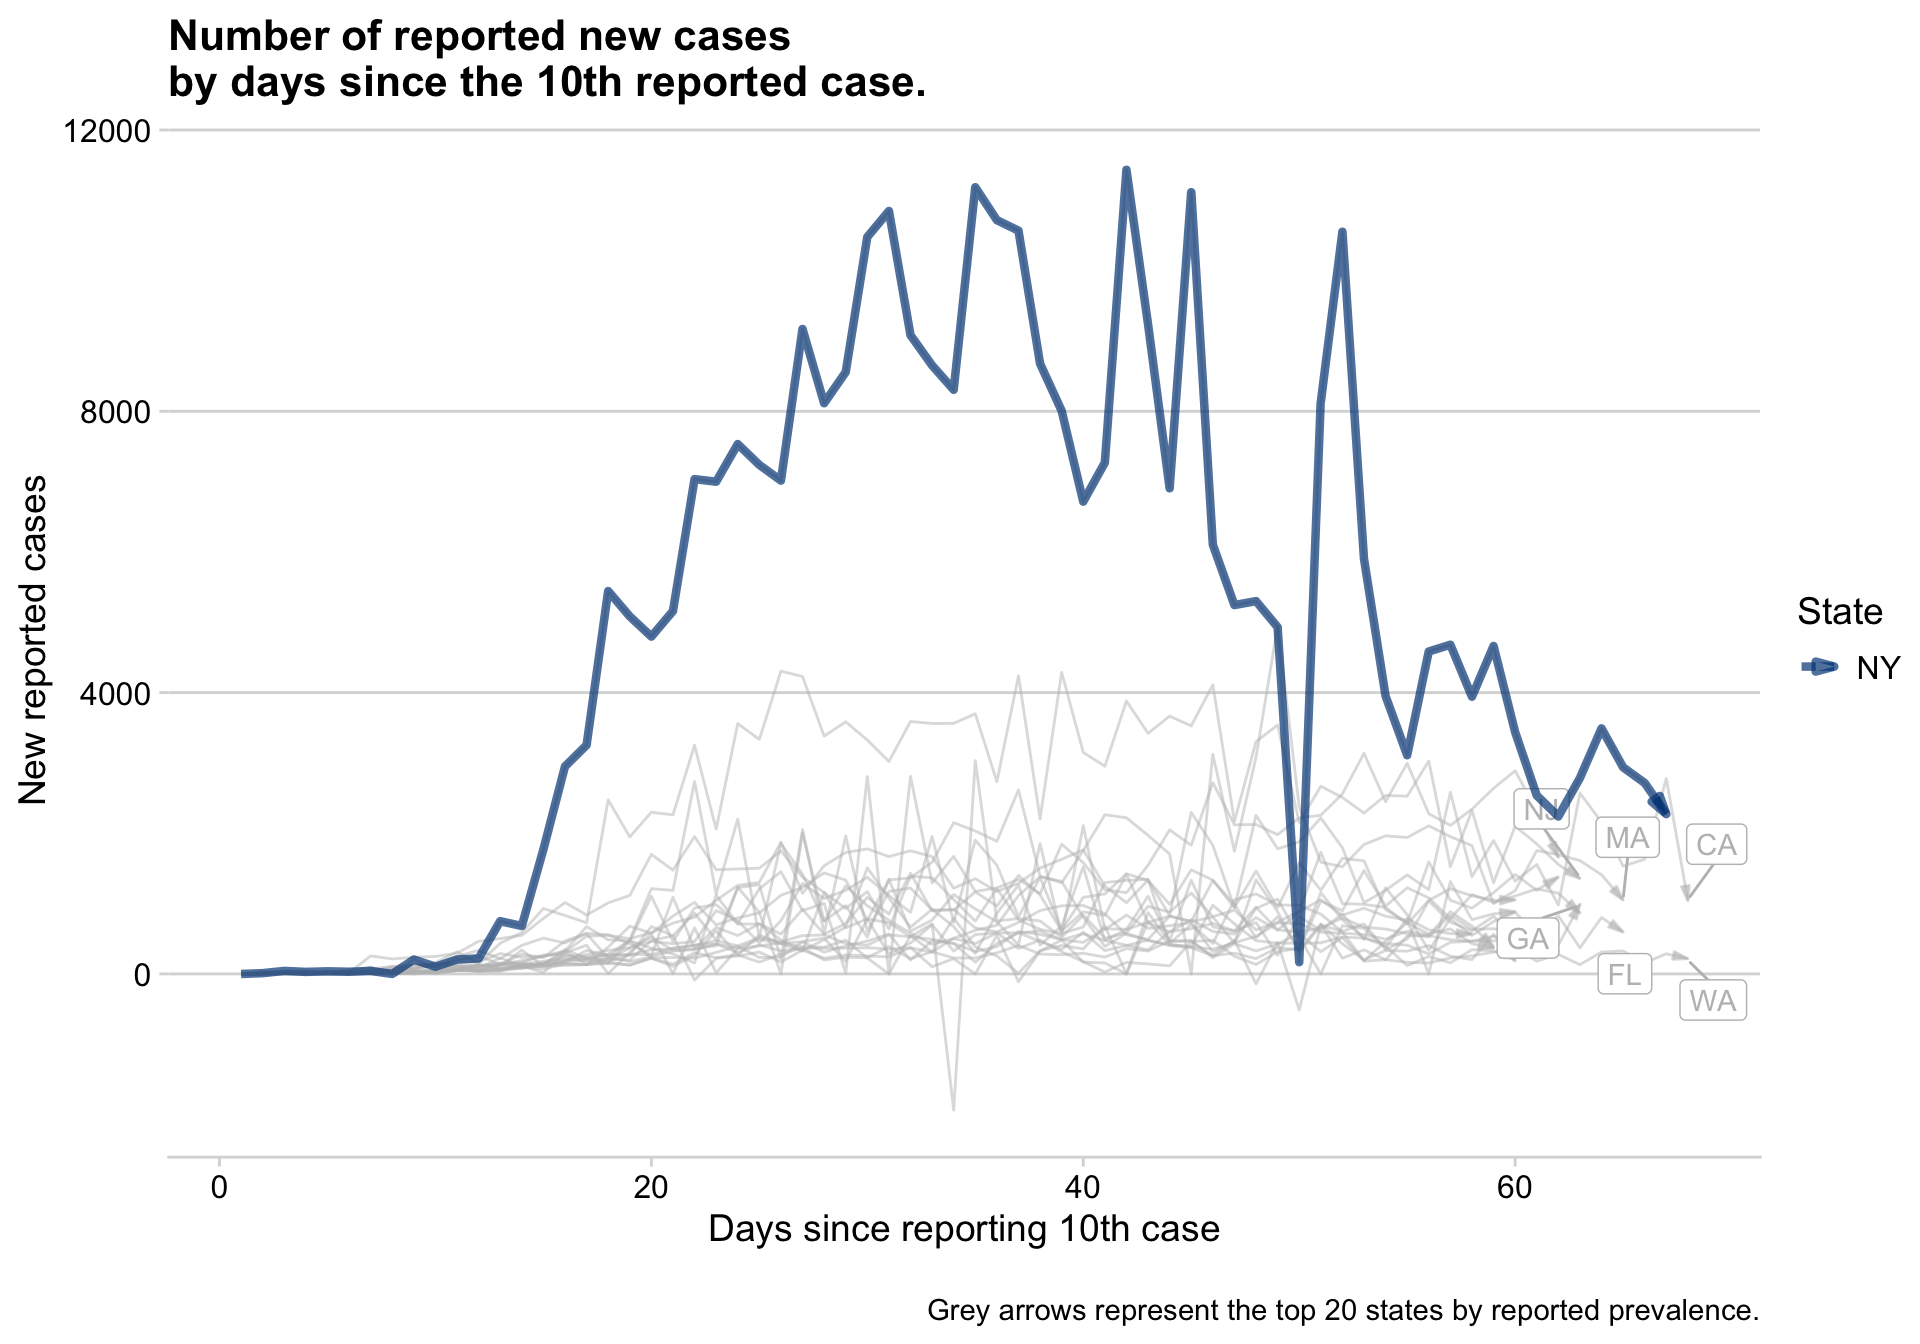 Number of reported new cases
by days since the 10th reported case.
12000
8000
4000
0
New reported cases
NJ
MA
CA
GA
FL
WA
State
NY
0
20
40
60
Days since reporting 10th case
Grey arrows represent the top 20 states by reported prevalence.